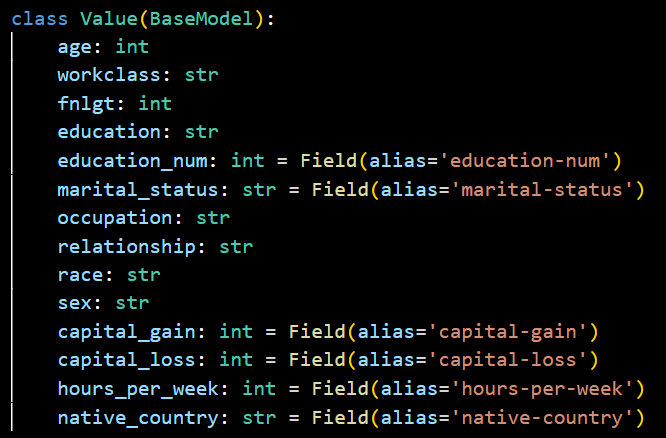 class Value(BaseModel):
    age: int
    workclass: str
    fnlgt: int
    education: str
    education_num: int = Field(alias='education-num')
    marital_status: str = Field(alias='marital-status')
    occupation: str
    relationship: str
    race: str
    sex: str
    capital_gain: int = Field(alias='capital-gain')
    capital_loss: int = Field(alias='capital-loss')
    hours_per_week: int = Field(alias='hours-per-week')
    native_country: str = Field(alias='native-country')